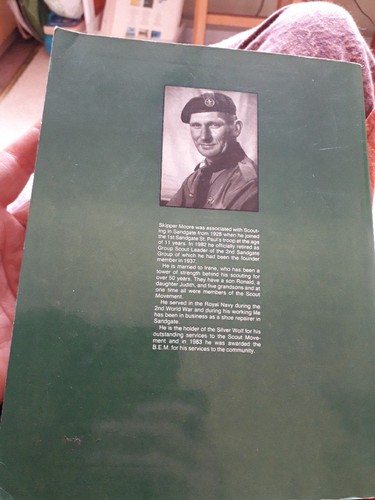 Skipper Moore was associated with Scout-
ing in Sandgate from 1928 when he joined
the 1st Sandgate St. Paul's troop at the age
of 11 years. In 1982 he officially retired as
Group Scout Leader of the 2nd Sandgate
Group of which he had been the founder
member in 1937.
He is married to Irene, who has been a
tower of strength behind his scouting for
over 50 years. They have a son Ronald, a
daughter Judith, and five grandsons and at
one time all were members of the Scout
Movement.
He served in the Royal Navy during the
2nd World War and during his working life
has been in business as a shoe repairer in
Sandgate.
He is the holder of the Silver Wolf for his
outstanding services to the Scout Move-
ment and in 1983 he was awarded the
B.E.M. for his services to the community.